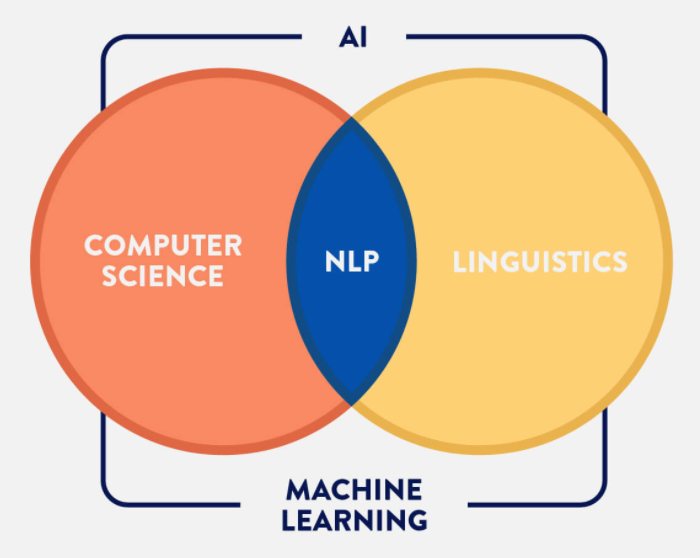 AI
COMPUTER
SCIENCE
NLP
LINGUISTICS
MACHINE
LEARNING